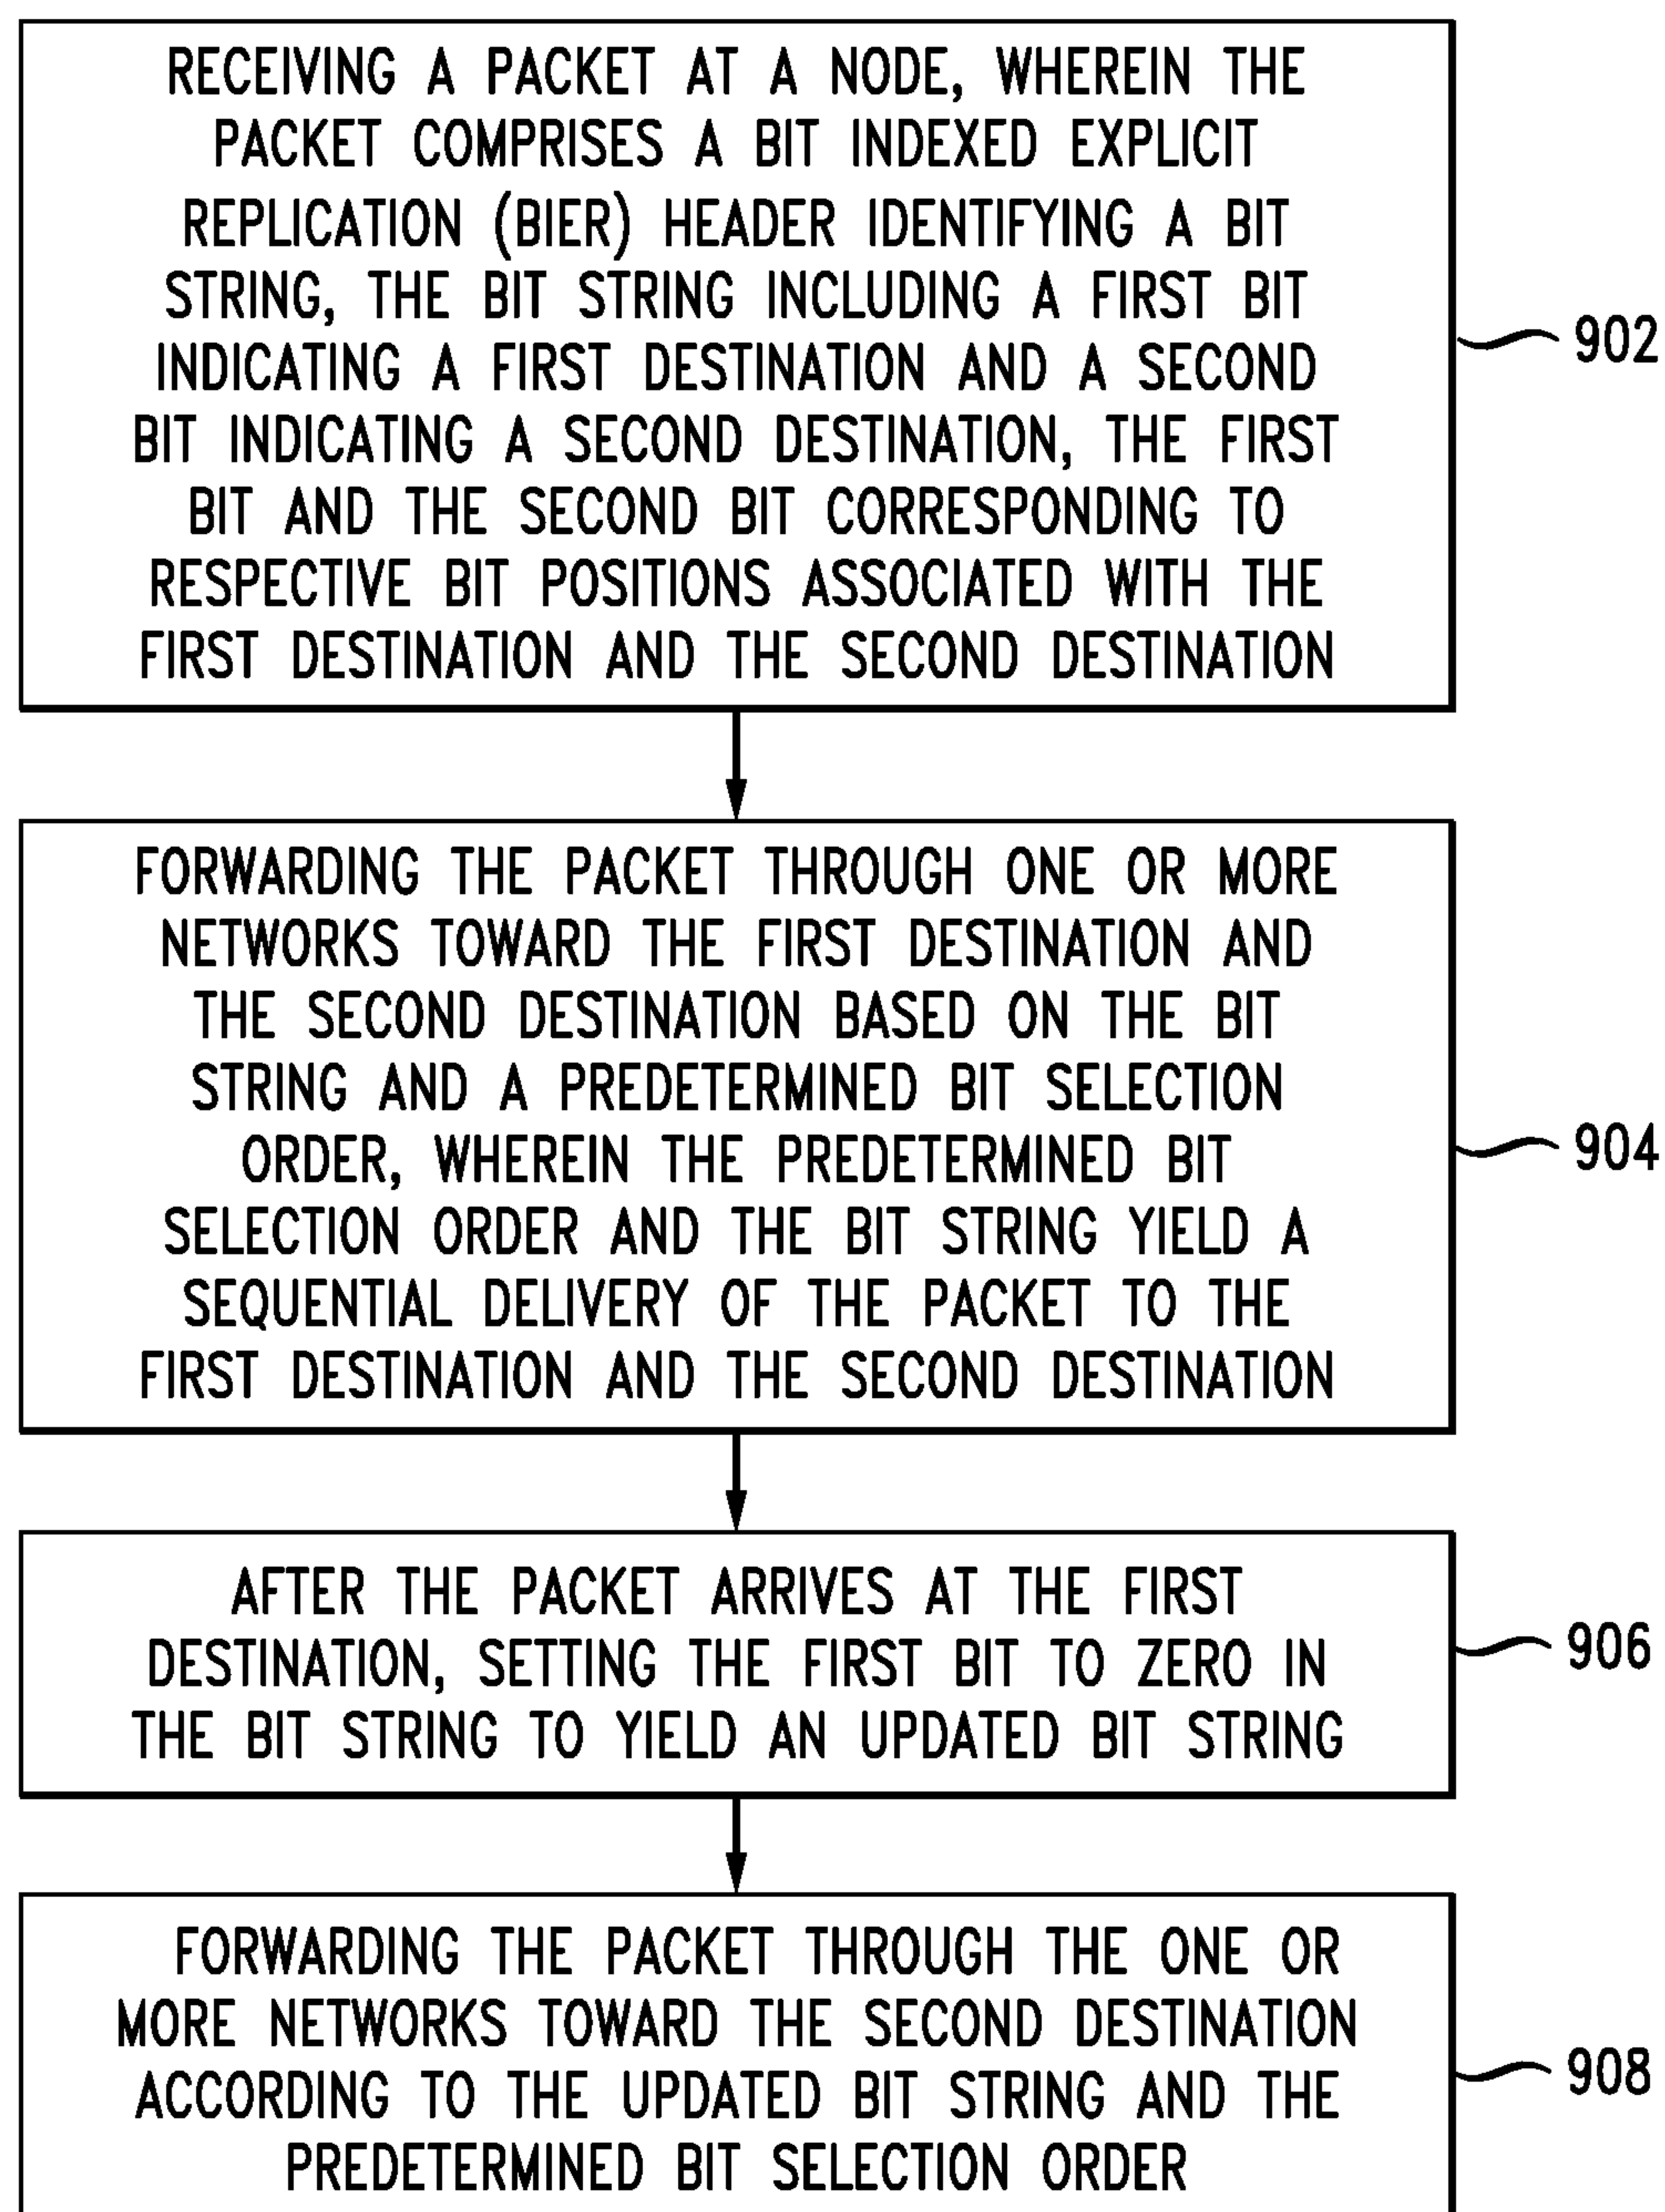 RECEIVING A PACKET AT A NODE, WHEREIN THE
PACKET COMPRISES A BIT INDEXED EXPLICIT
REPLICATION (BIER) HEADER IDENTIFYING A BIT
STRING, THE BIT STRING INCLUDING A FIRST BIT
INDICATING A FIRST DESTINATION AND A SECOND
BIT INDICATING A SECOND DESTINATION, THE FIRST
BIT AND THE SECOND BIT CORRESPONDING TO
RESPECTIVE BIT POSITIONS ASSOCIATED WITH THE
FIRST DESTINATION AND THE SECOND DESTINATION
902
FORWARDING THE PACKET THROUGH ONE OR MORE
NETWORKS TOWARD THE FIRST DESTINATION AND
THE SECOND DESTINATION BASED ON THE BIT
STRING AND A PREDETERMINED BIT SELECTION
ORDER, WHEREIN THE PREDETERMINED BIT
SELECTION ORDER AND THE BIT STRING YIELD A
SEQUENTIAL DELIVERY OF THE PACKET TO THE
FIRST DESTINATION AND THE SECOND DESTINATION
904
AFTER THE PACKET ARRIVES AT THE FIRST
DESTINATION, SETTING THE FIRST BIT TO ZERO IN
THE BIT STRING TO YIELD AN UPDATED BIT STRING
906
FORWARDING THE PACKET THROUGH THE ONE OR
MORE NETWORKS TOWARD THE SECOND DESTINATION
ACCORDING TO THE UPDATED BIT STRING AND THE
PREDETERMINED BIT SELECTION ORDER
908